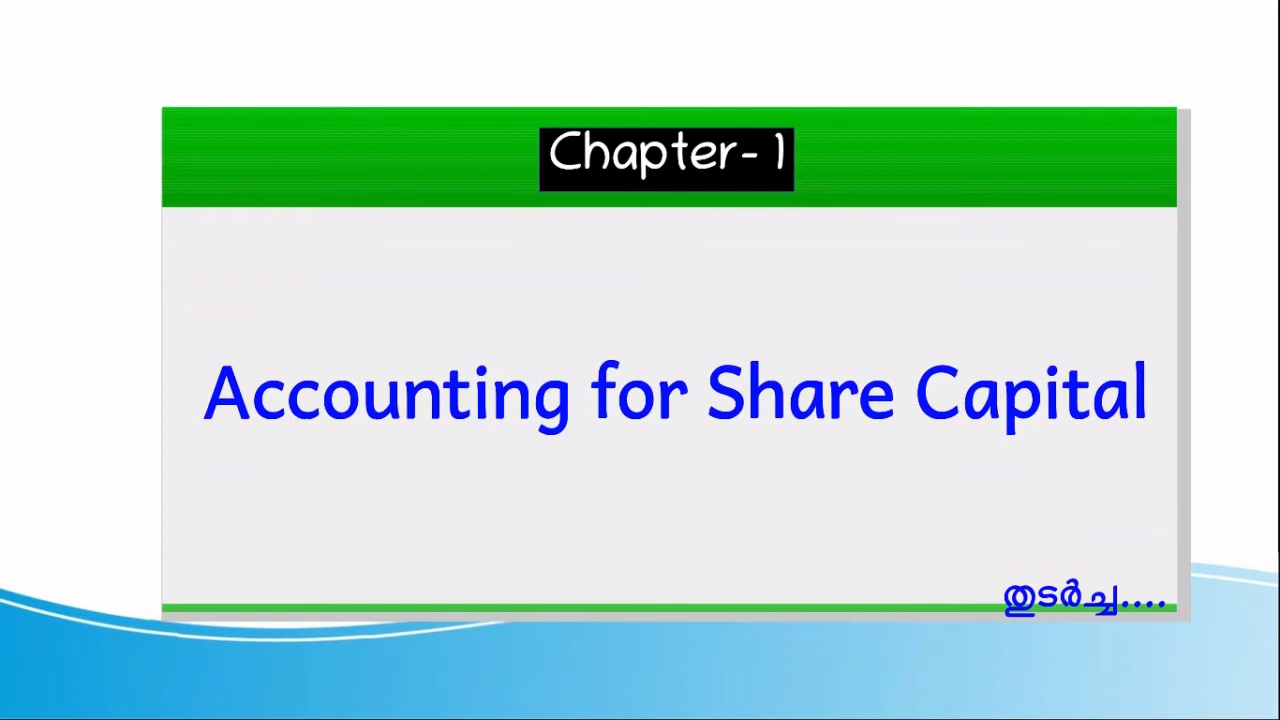 Chapter- 1
Accounting for Share Capital
തുടർച്ച....